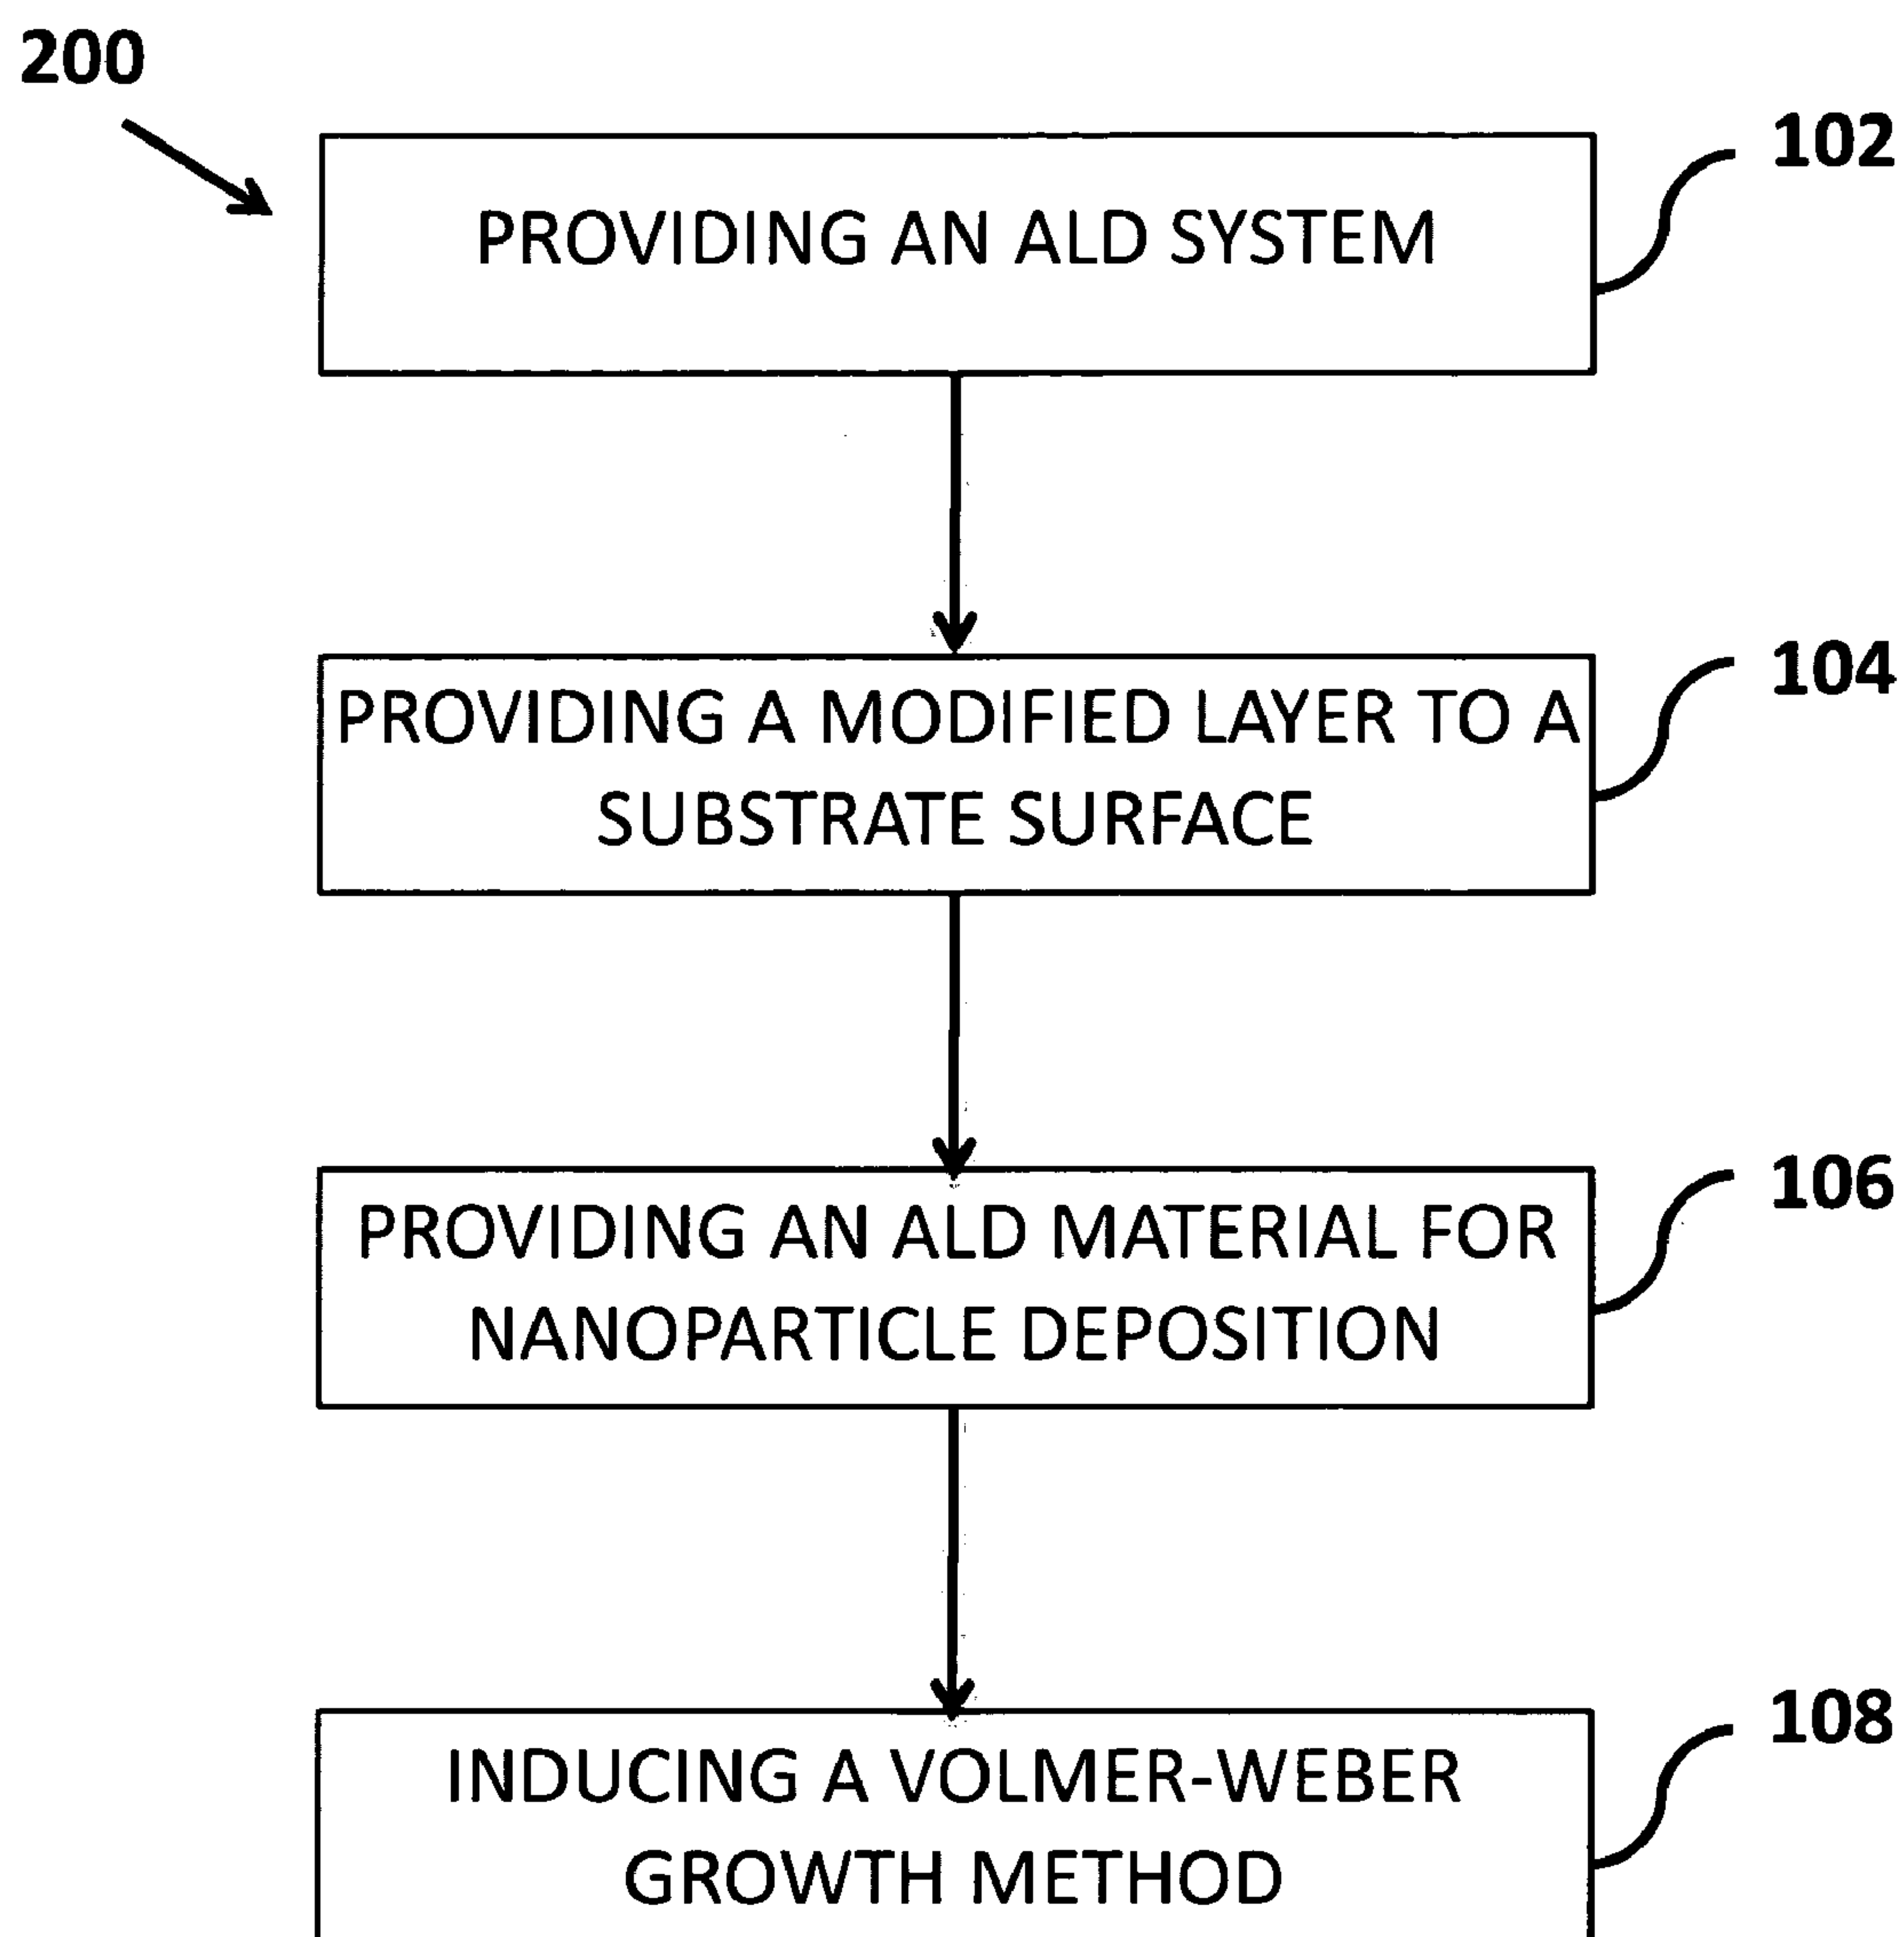 200
102
PROVIDING AN ALD SYSTEM
104
PROVIDING A MODIFIED LAYER TO A
SUBSTRATE SURFACE
106
PROVIDING AN ALD MATERIAL FOR
NANOPARTICLE DEPOSITION
108
INDUCING A VOLMER-WEBER
GROWTH METHOD